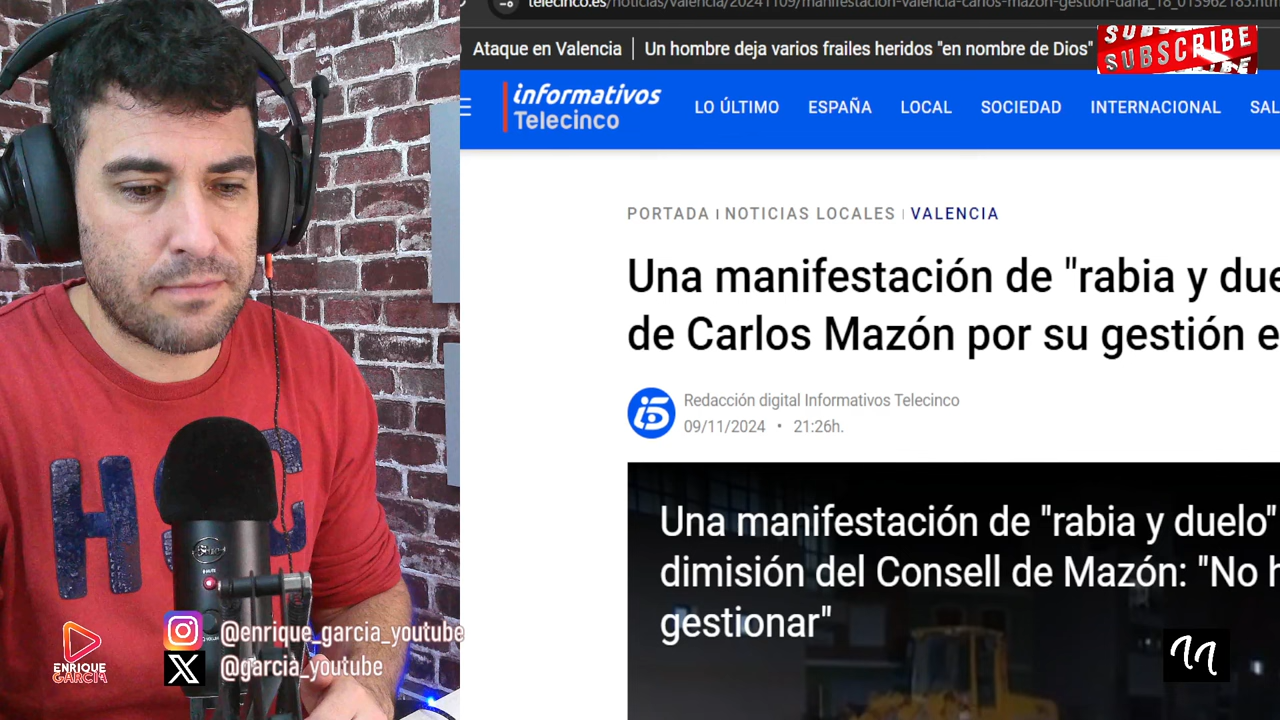 telecinco.es/noticias/valencia/20241109/manifestacion-valencia-carlos-mazon-gestion-dana_18_013962185.htm
Ataque en Valencia | Un hombre deja varios frailes heridos "en nombre de Dios"
SUBSCRIBE
informativos
Telecinco
LO ÚLTIMO ESPAÑA LOCAL SOCIEDAD INTERNACIONAL SAL
PORTADA | NOTICIAS LOCALES | VALENCIA
Una manifestación de "rabia y due
de Carlos Mazón por su gestión e
Redacción digital Informativos Telecinco
09/11/2024 • 21:26h.
Una manifestación de "rabia y duelo"
dimisión del Consell de Mazón: "No h
gestionar"
@enrique_garcia_youtube
@garcia_youtube
ENRIQUE
GARCIA